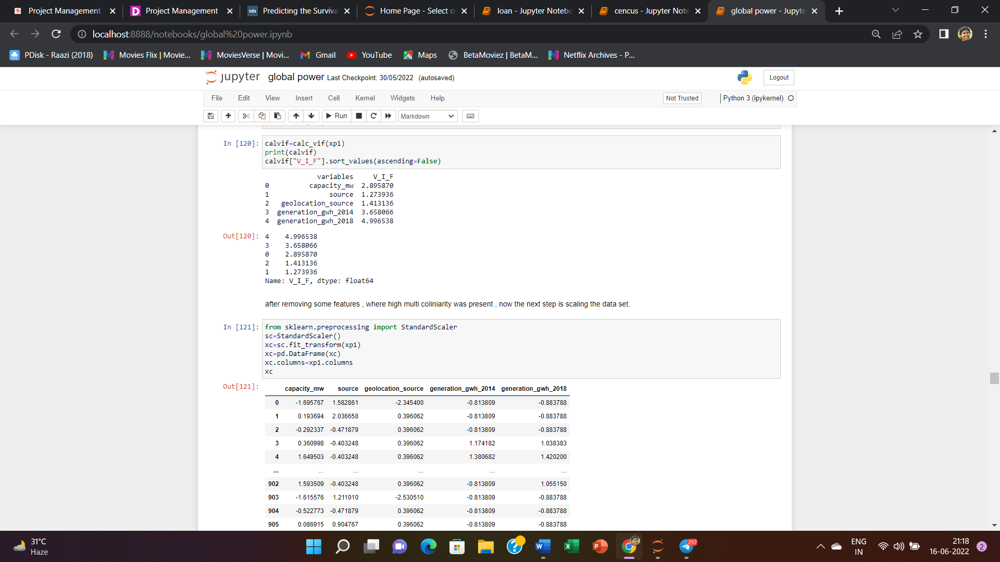 Project Management
Project Management
tds Predicting the Surviva
Home Page - Select o
loan - Jupyter Notebo
cencus - Jupyter Note
global power - Jupyte
localhost:8888/notebooks/global%20power.ipynb
PDisk - Raazi (2018)
Movies Flix | Movie...
MoviesVerse | Movi...
Gmail
YouTube
Maps
BetaMoviez | BetaM...
Netflix Archives - P...
jupyter global power Last Checkpoint: 30/05/2022 (autosaved)
Logout
File Edit View Insert Cell Kernel Widgets Help
Not Trusted
Python 3 (ipykernel)
Run
Markdown
In [120]: calvif=calc_vif(xp1)
print(calvif)
calvif["V_I_F"].sort_values(ascending=False)
variables V_I_F
0 capacity_mw 2.895870
1 source 1.273936
2 geolocation_source 1.413136
3 generation_gwh_2014 3.658066
4 generation_gwh_2018 4.996538
Out[120]: 4 4.996538
3 3.658066
0 2.895870
2 1.413136
1 1.273936
Name: V_I_F, dtype: float64
after removing some features , where high multi coliniarity was present , now the next step is scaling the data set.
In [121]: from sklearn.preprocessing import StandardScaler
sc=StandardScaler()
xc=sc.fit_transform(xp1)
xc=pd.DataFrame(xc)
xc.columns=xp1.columns
xc
Out[121]: capacity_mw source geolocation_source generation_gwh_2014 generation_gwh_2018
0 -1.695767 1.582861 -2.345400 -0.813809 -0.883788
1 0.193694 2.036658 0.396062 -0.813809 -0.883788
2 -0.292337 -0.471879 0.396062 -0.813809 -0.883788
3 0.360998 -0.403248 0.396062 1.174182 1.038383
4 1.649503 -0.403248 0.396062 1.380682 1.420200
... ... ... ... ... ...
902 1.593509 -0.403248 0.396062 -0.813809 1.055150
903 -1.615576 1.211010 -2.530510 -0.813809 -0.883788
904 -0.522773 -0.471879 0.396062 -0.813809 -0.883788
905 0.086915 0.904767 0.396062 -0.813809 -0.883788
31°C
Haze
297
ENG
IN
21:18
16-06-2022
2